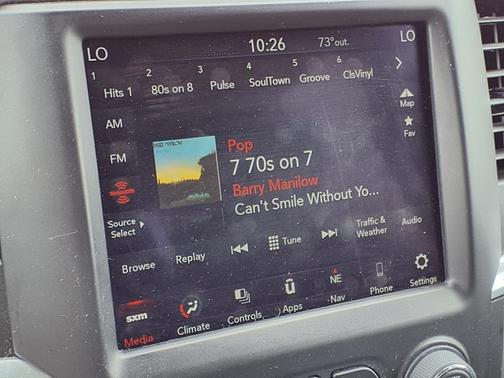 LO 10:26 73° out. LO
1 2 3 4 5 6
Hits 1 80s on 8 Pulse SoulTown Groove ClsVinyl
Map
AM
Fav
Pop
FM
7 70s on 7
Barry Manilow
siriusxm
Can't Smile Without Yo...
Source
Select
Traffic &
Weather
Audio
Tune
Browse
Replay
NE
sxm
Media
Climate
Controls
Apps
Nav
Phone
Settings